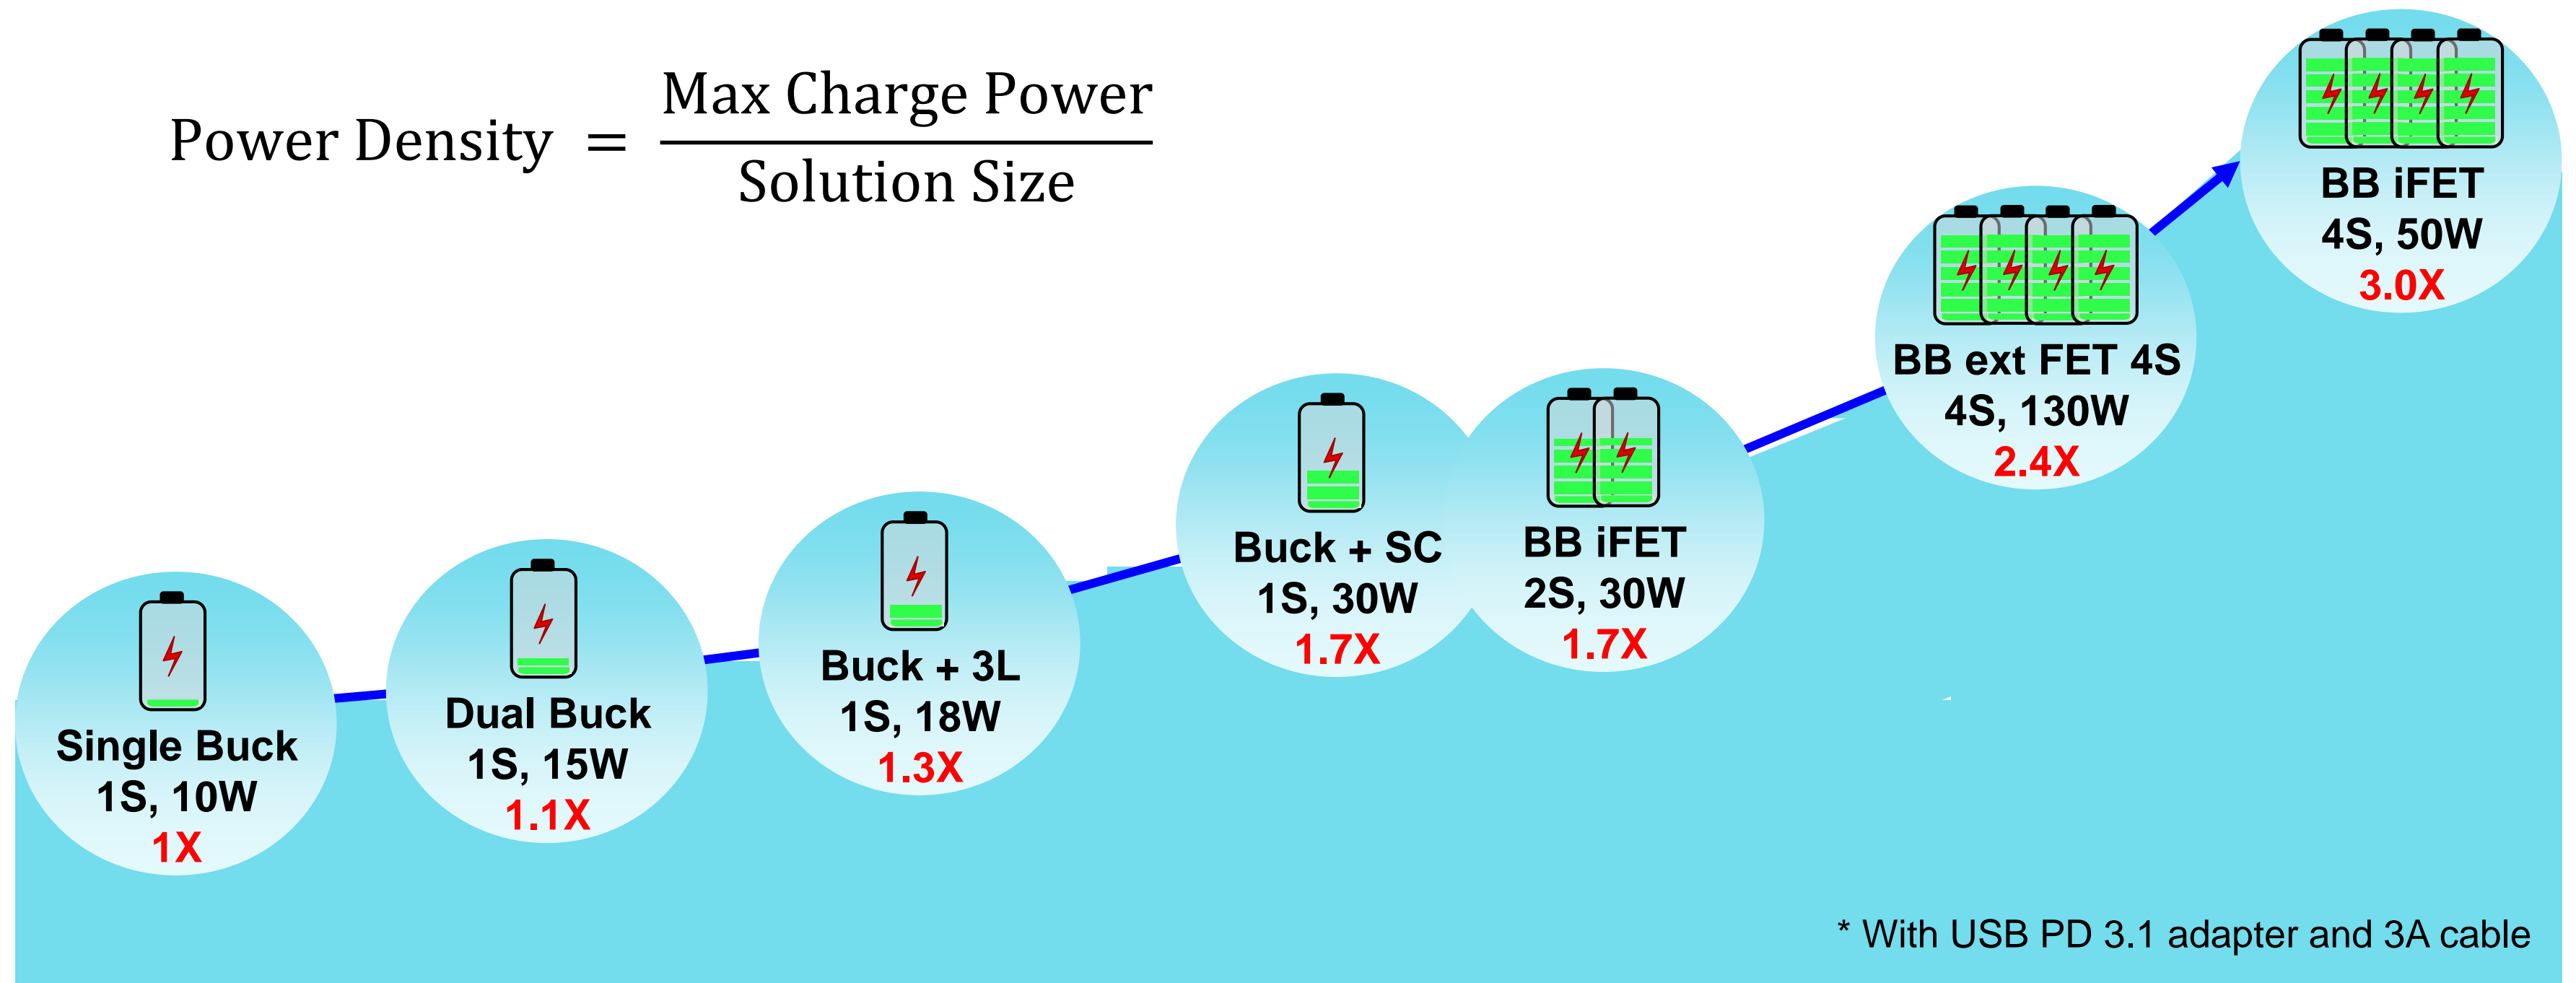 Power Density = Max Charge Power / Solution Size
Single Buck
1S, 10W
1X
Dual Buck
1S, 15W
1.1X
Buck + 3L
1S, 18W
1.3X
Buck + SC
1S, 30W
1.7X
BB iFET
2S, 30W
1.7X
BB ext FET 4S
4S, 130W
2.4X
BB iFET
4S, 50W
3.0X
* With USB PD 3.1 adapter and 3A cable